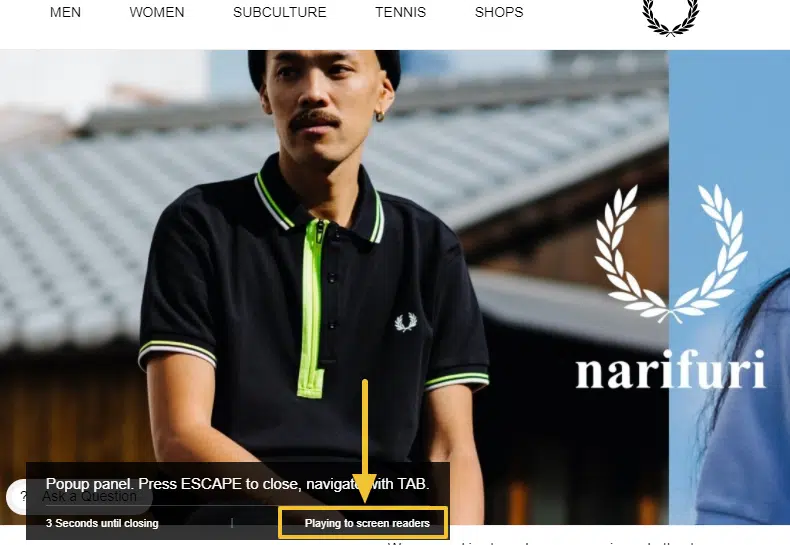 MEN WOMEN SUBCULTURE TENNIS SHOPS
narifuri
Popup panel. Press ESCAPE to close, navigate with TAB.
? Ask a Question
3 Seconds until closing | Playing to screen readers